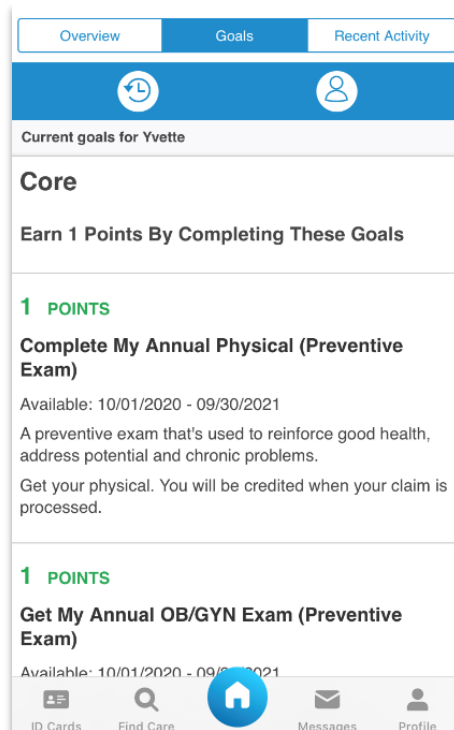 Overview Goals Recent Activity
Current goals for Yvette
Core
Earn 1 Points By Completing These Goals
1 POINTS
Complete My Annual Physical (Preventive
Exam)
Available: 10/01/2020 - 09/30/2021
A preventive exam that's used to reinforce good health,
address potential and chronic problems.
Get your physical. You will be credited when your claim is
processed.
1 POINTS
Get My Annual OB/GYN Exam (Preventive
Exam)
Available: 10/01/2020 -
ID Cards Find Care Messages Profile